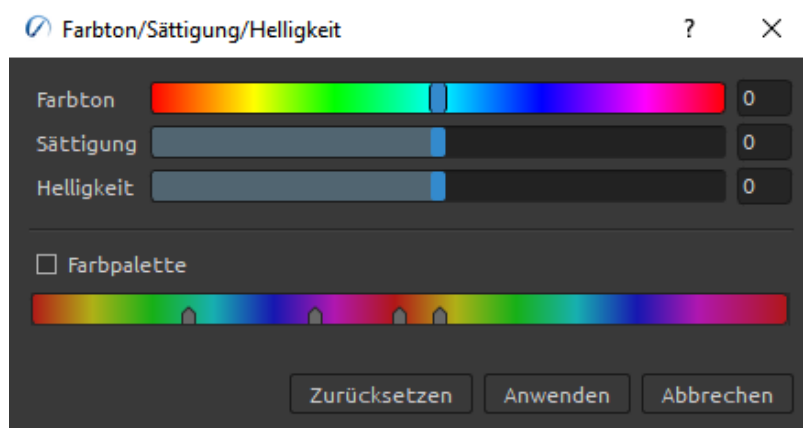 Farbton/Sättigung/Helligkeit ?
Farbton 0
Sättigung 0
Helligkeit 0
Farbpalette
Zurücksetzen Anwenden Abbrechen